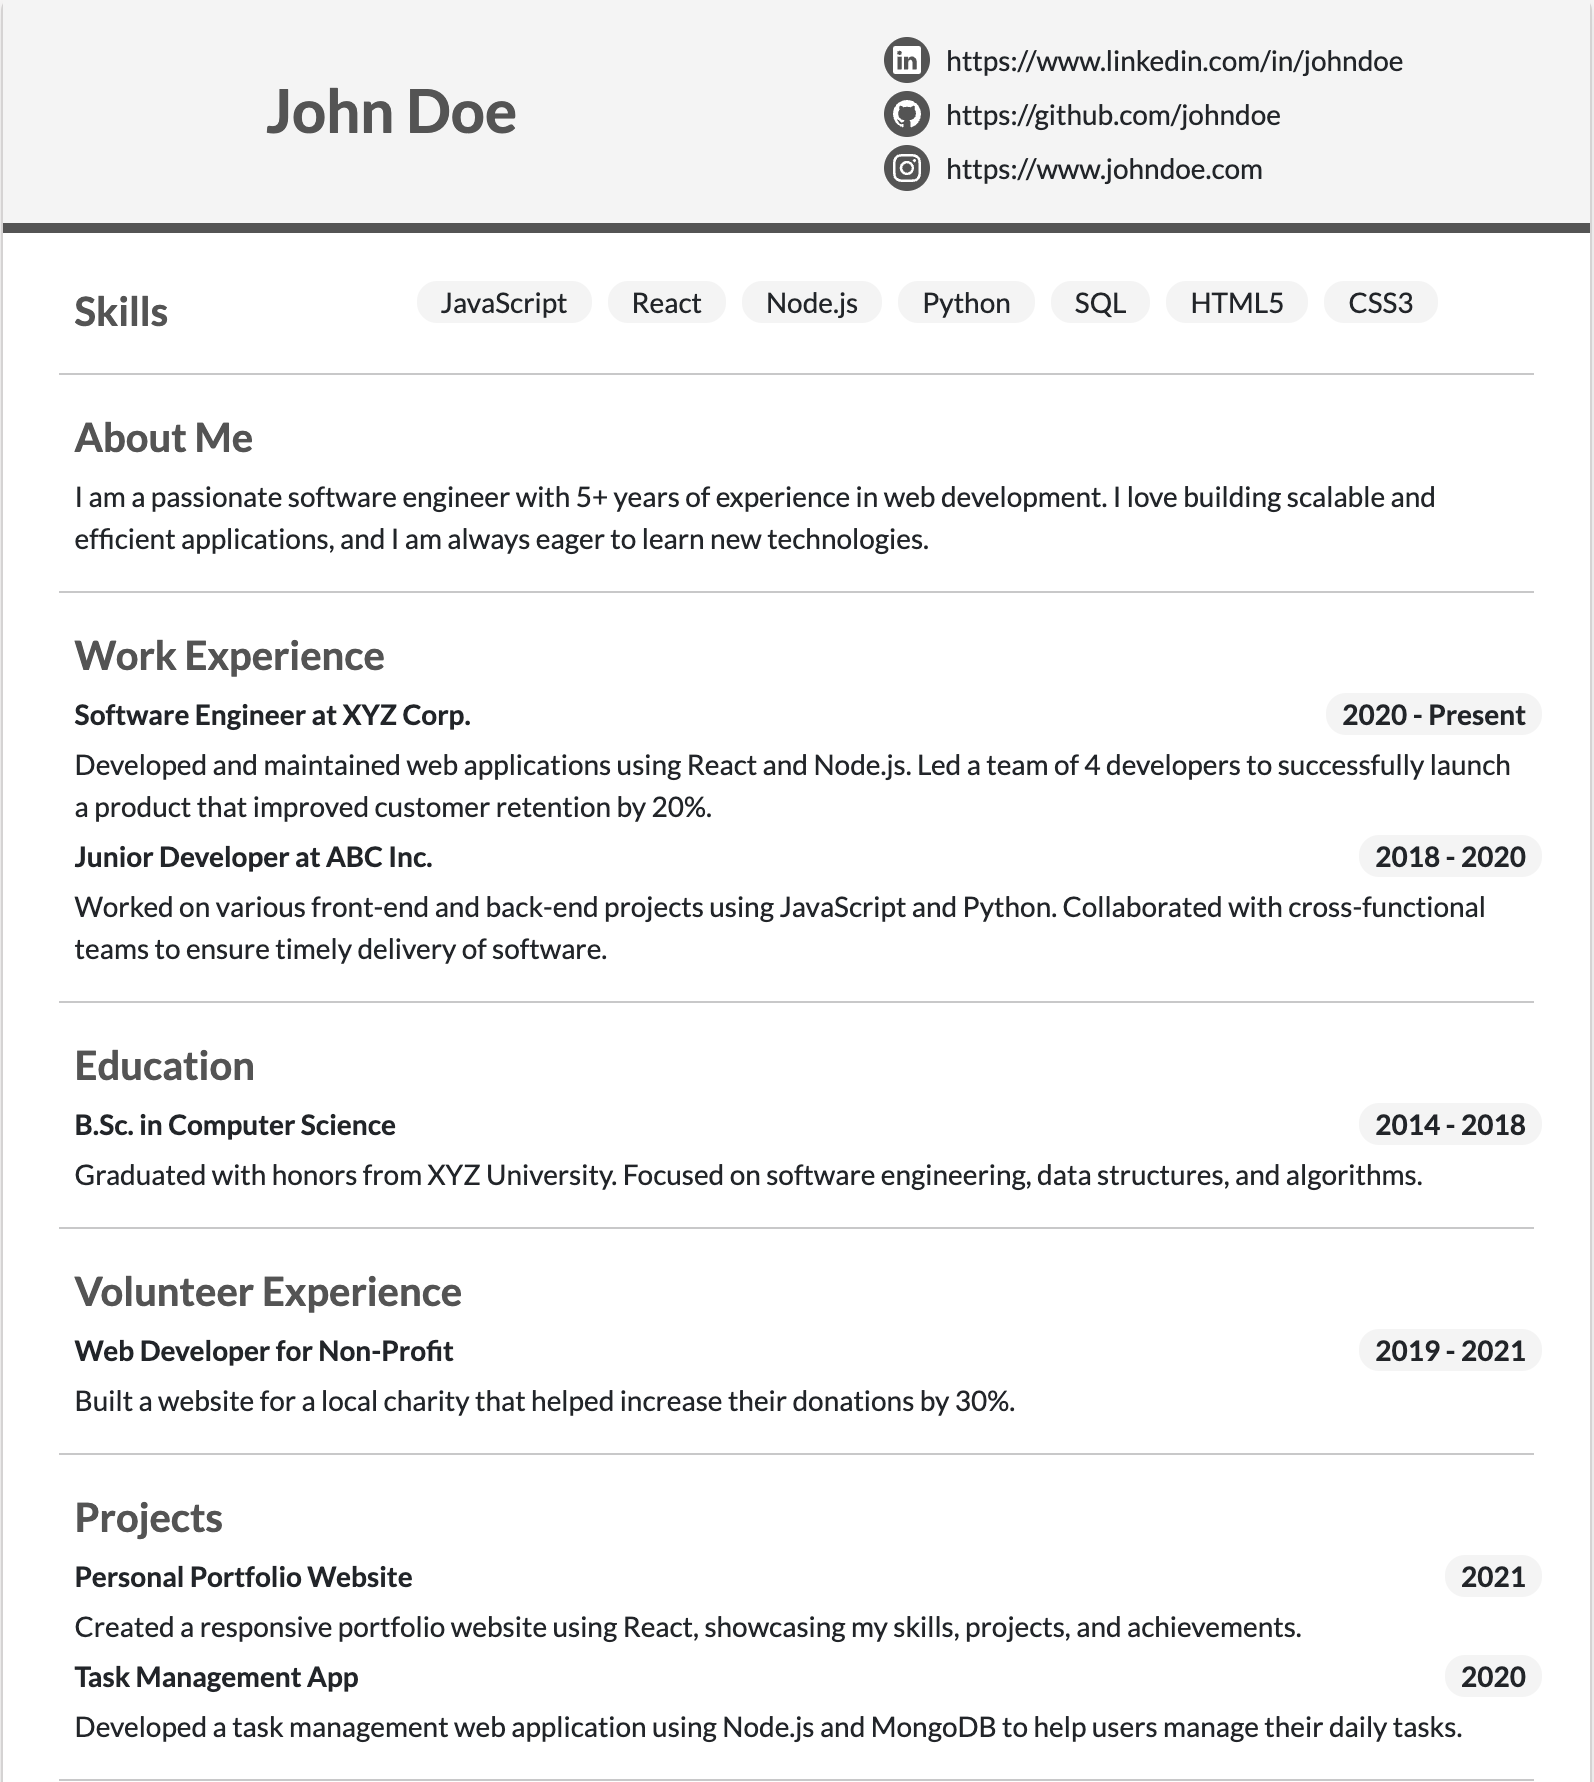 John Doe
https://www.linkedin.com/in/johndoe
https://github.com/johndoe
https://www.johndoe.com
Skills
JavaScript React Node.js Python SQL HTML5 CSS3
About Me
I am a passionate software engineer with 5+ years of experience in web development. I love building scalable and
efficient applications, and I am always eager to learn new technologies.
Work Experience
Software Engineer at XYZ Corp. 2020 - Present
Developed and maintained web applications using React and Node.js. Led a team of 4 developers to successfully launch
a product that improved customer retention by 20%.
Junior Developer at ABC Inc. 2018 - 2020
Worked on various front-end and back-end projects using JavaScript and Python. Collaborated with cross-functional
teams to ensure timely delivery of software.
Education
B.Sc. in Computer Science 2014 - 2018
Graduated with honors from XYZ University. Focused on software engineering, data structures, and algorithms.
Volunteer Experience
Web Developer for Non-Profit 2019 - 2021
Built a website for a local charity that helped increase their donations by 30%.
Projects
Personal Portfolio Website 2021
Created a responsive portfolio website using React, showcasing my skills, projects, and achievements.
Task Management App 2020
Developed a task management web application using Node.js and MongoDB to help users manage their daily tasks.